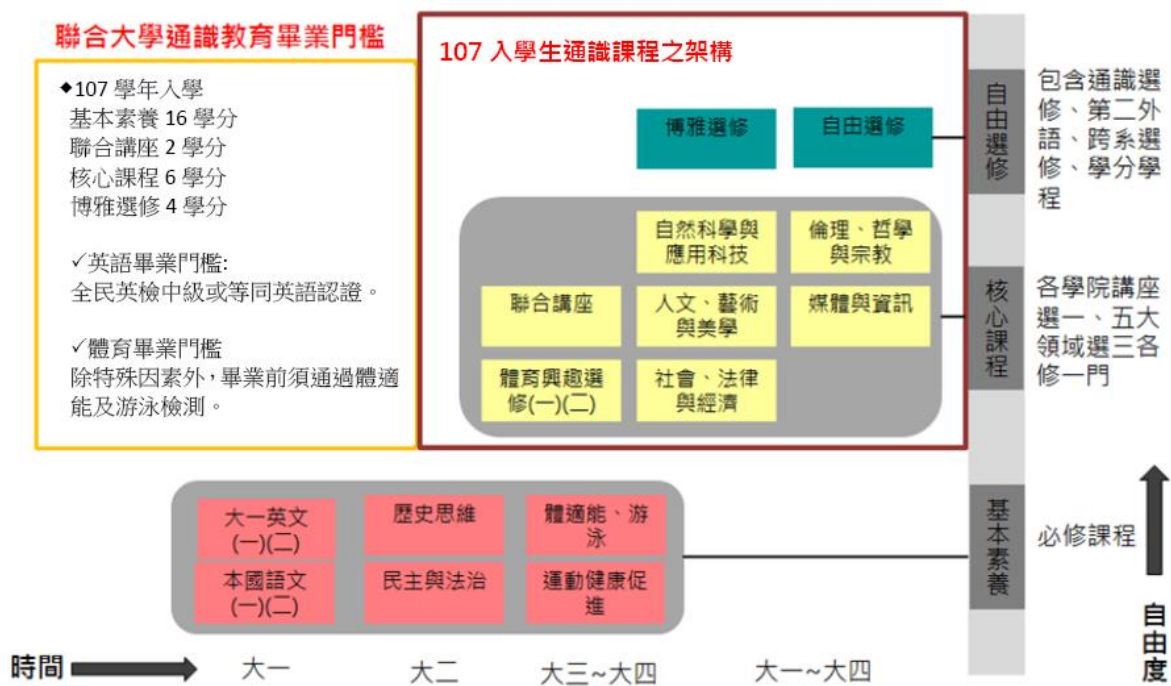 聯合大學通識教育畢業門檻
◆107 學年入學
基本素養 16 學分
聯合講座 2 學分
核心課程 6 學分
博雅選修 4 學分
✓英語畢業門檻:
全民英檢中級或等同英語認證。
✓體育畢業門檻
除特殊因素外，畢業前須通過體適
能及游泳檢測。
107 入學生通識課程之架構
博雅選修
自由選修
自然科學與
應用科技
倫理、哲學
與宗教
聯合講座
人文、藝術
與美學
媒體與資訊
體育興趣選
修(一)(二)
社會、法律
與經濟
自由選修
包含通識選
修、第二外
語、跨系選
修、學分學
程
核心課程
各學院講座
選一、五大
領域選三各
修一門
大一英文
(一)(二)
歷史思維
體適能、游
泳
本國語文
(一)(二)
民主與法治
運動健康促
進
基本素養
必修課程
自由度
時間
大一
大二
大三~大四
大一~大四